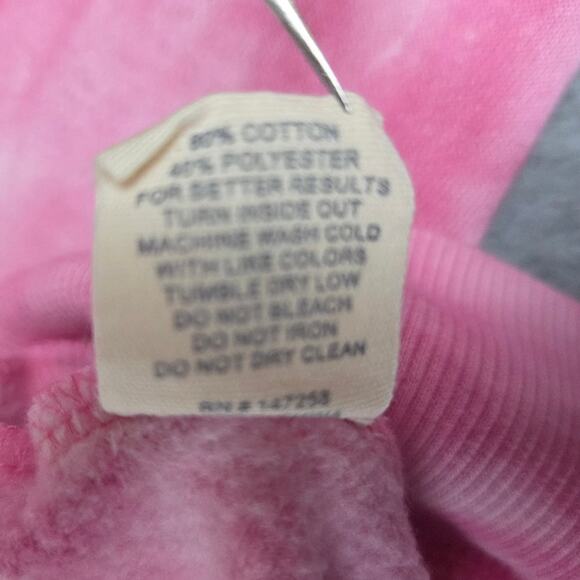 60% COTTON
40% POLYESTER
FOR BETTER RESULTS
TURN INSIDE OUT
MACHINE WASH COLD
WITH LIKE COLORS
TUMBLE DRY LOW
DO NOT BLEACH
DO NOT IRON
DO NOT DRY CLEAN
RN # 147258